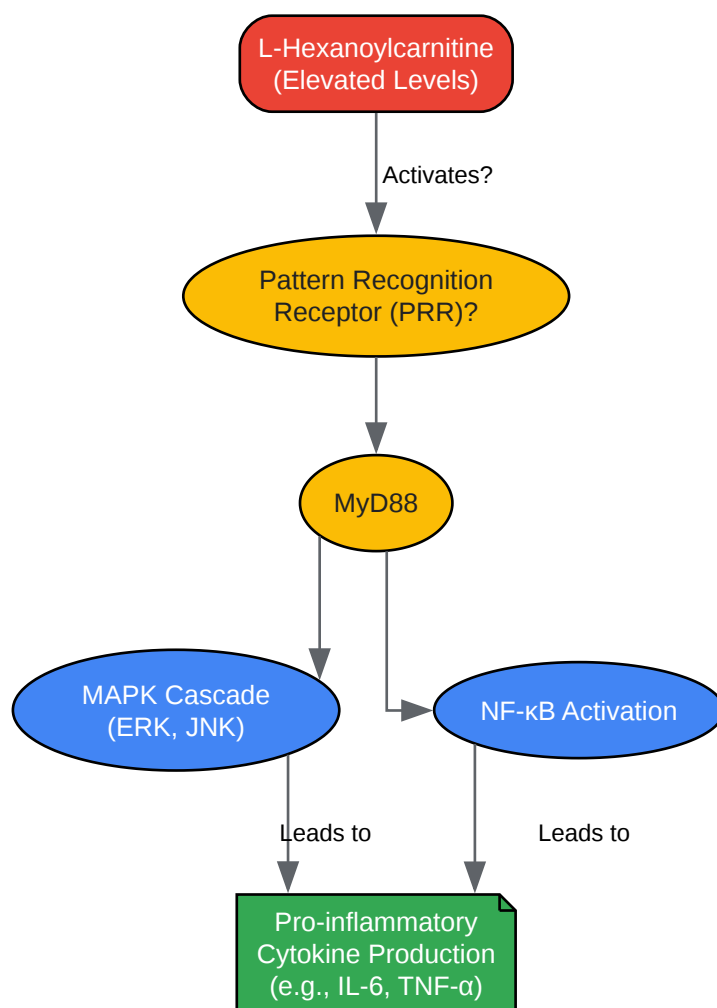 L-Hexanoylcarnitine
(Elevated Levels)
Activates?
Pattern Recognition
Receptor (PRR)?
MyD88
MAPK Cascade
(ERK, JNK)
NF-κB Activation
Leads to
Leads to
Pro-inflammatory
Cytokine Production
(e.g., IL-6, TNF-α)